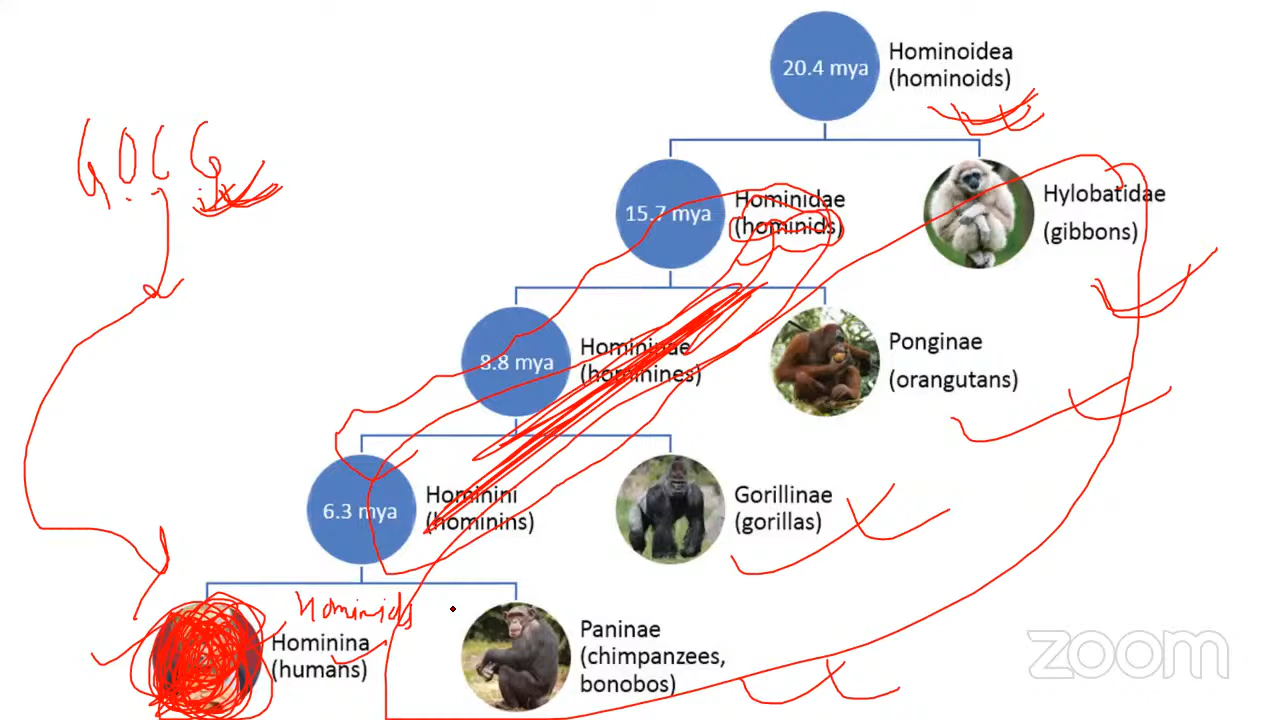 20.4 mya
Hominoidea
(hominoids)
GOCG
15.7 mya
Hominidae
(hominids)
Hylobatidae
(gibbons)
8.8 mya
Homininae
(hominines)
Ponginae
(orangutans)
6.3 mya
Hominini
(hominins)
Gorillinae
(gorillas)
Hominids
Hominina
(humans)
Paninae
(chimpanzees,
bonobos)
zoom